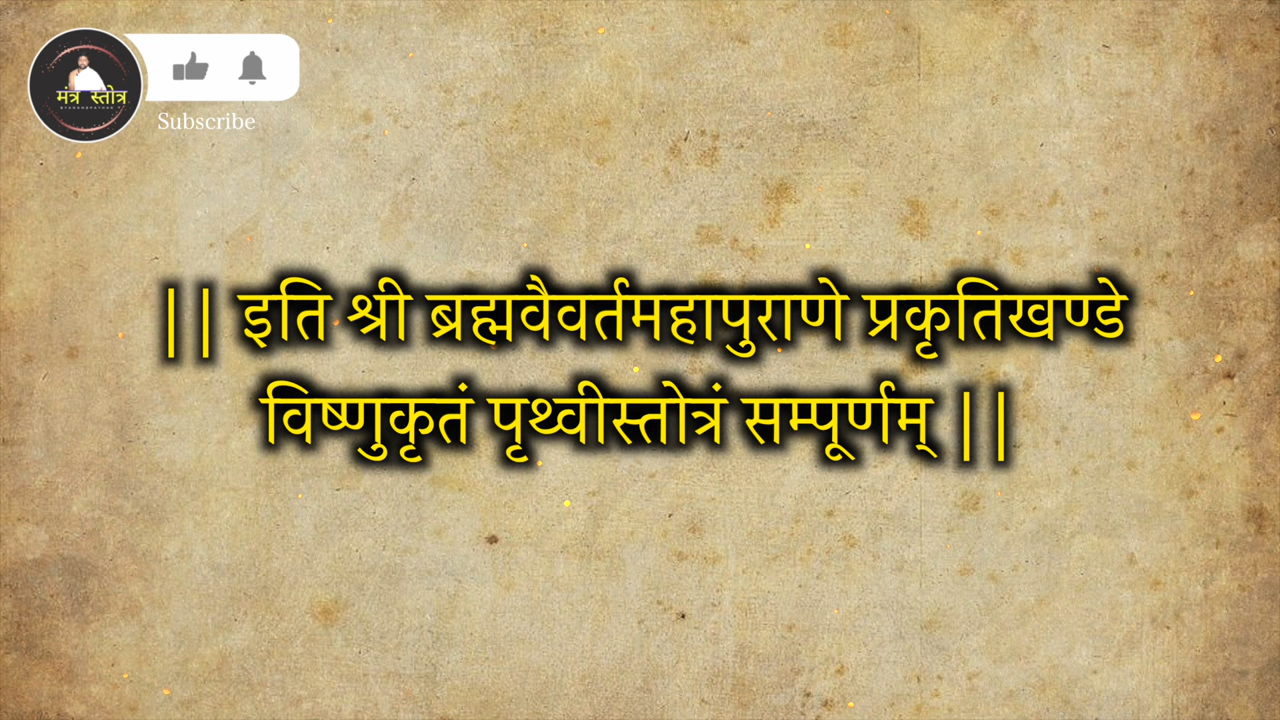 मंत्र स्तोत्र
Subscribe
|| इति श्री ब्रह्मवैवर्तमहापुराणे प्रकृतिखण्डे
विष्णुकृतं पृथ्वीस्तोत्रं सम्पूर्णम् ||